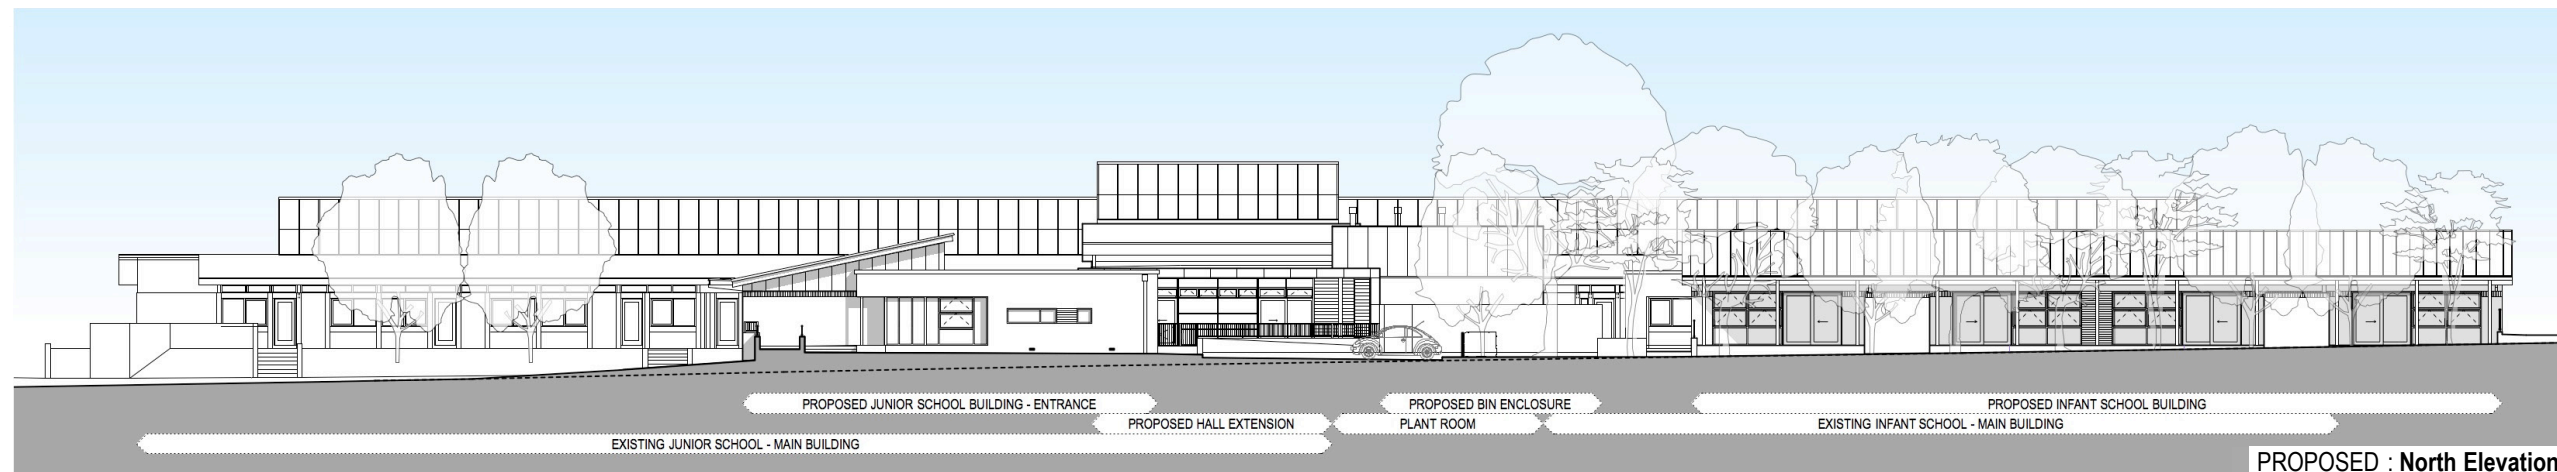 PROPOSED JUNIOR SCHOOL BUILDING - ENTRANCE
PROPOSED BIN ENCLOSURE
PROPOSED INFANT SCHOOL BUILDING
PROPOSED HALL EXTENSION
PLANT ROOM
EXISTING INFANT SCHOOL - MAIN BUILDING
EXISTING JUNIOR SCHOOL - MAIN BUILDING
PROPOSED : North Elevation